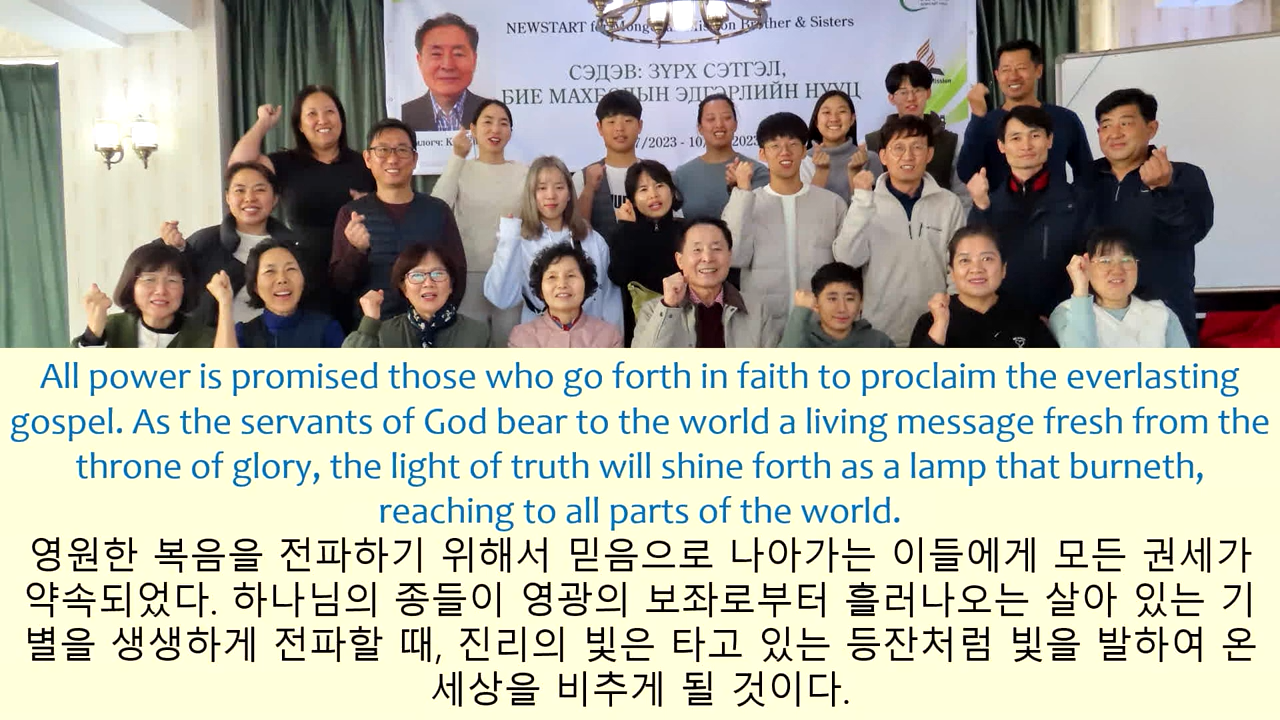 NEWSTART for Mission Brother & Sisters
СЭДЭВ: ЗҮРХ СЭТГЭЛ,
БИЕ МАХБОДЫН ЭДГЭРЛИЙН НУУЦ
/2023 - 10/
All power is promised those who go forth in faith to proclaim the everlasting
gospel. As the servants of God bear to the world a living message fresh from the
throne of glory, the light of truth will shine forth as a lamp that burneth,
reaching to all parts of the world.
영원한 복음을 전파하기 위해서 믿음으로 나아가는 이들에게 모든 권세가
약속되었다. 하나님의 종들이 영광의 보좌로부터 흘러나오는 살아 있는 기
별을 생생하게 전파할 때, 진리의 빛은 타고 있는 등잔처럼 빛을 발하여 온
세상을 비추게 될 것이다.